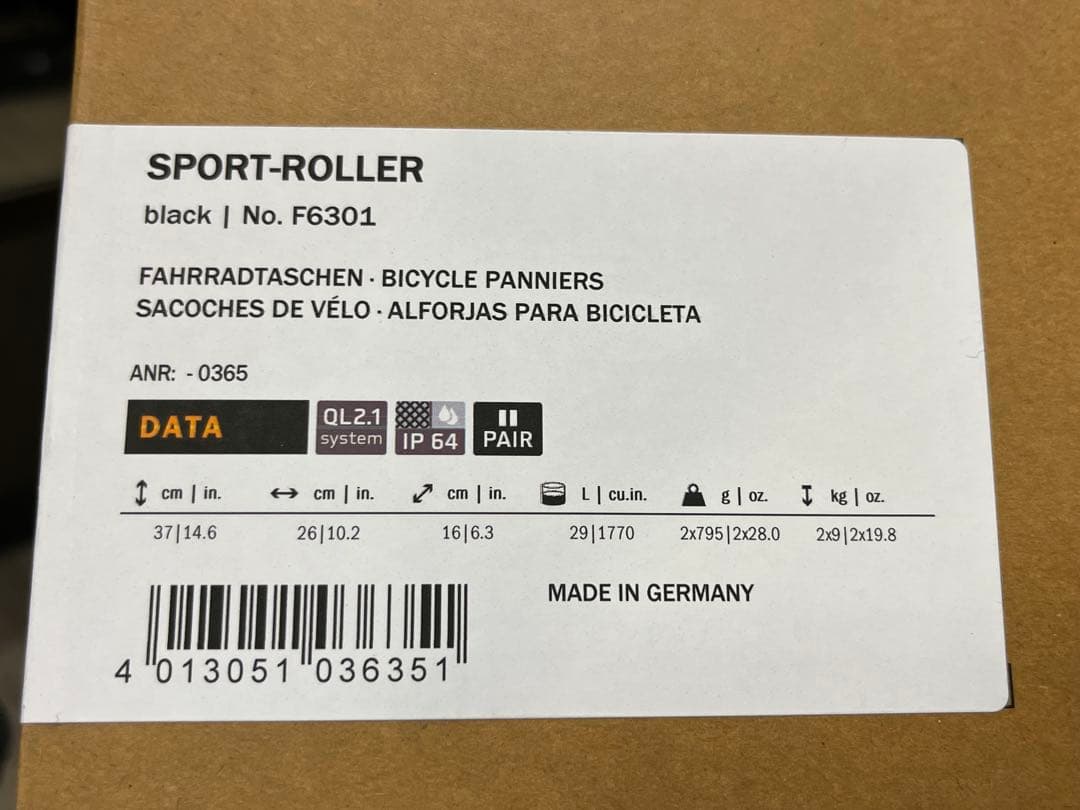 SPORT-ROLLER
black | No. F6301
FAHRRADTASCHEN · BICYCLE PANNIERS
SACOCHES DE VÉLO · ALFORJAS PARA BICICLETA
ANR: - 0365
DATA QL2.1 system IP 64 PAIR
cm | in. cm | in. cm | in. L | cu.in. g | oz. kg | oz.
37|14.6 26|10.2 16|6.3 29|1770 2x795|2x28.0 2x9|2x19.8
MADE IN GERMANY
4 013051 036351